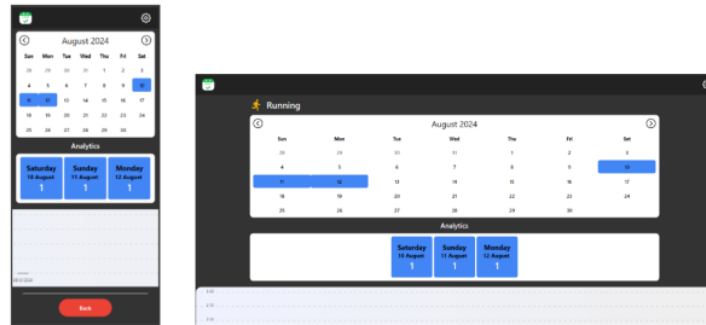 August 2024
Sun Mon Tue Wed Thu Fri Sat
28 29 30 31 1 2 3
4 5 6 7 8 9 10
11 12 13 14 15 16 17
18 19 20 21 22 23 24
25 26 27 28 29 30
Analytics
Saturday Sunday Monday
10 August 11 August 12 August
1 1 1
Back
Running
August 2024
Sun Mon Tue Wed Thu Fri Sat
28 29 30 31 1 2 3
4 5 6 7 8 9 10
11 12 13 14 15 16 17
18 19 20 21 22 23 24
25 26 27 28 29 30
Analytics
Saturday Sunday Monday
10 August 11 August 12 August
1 1 1